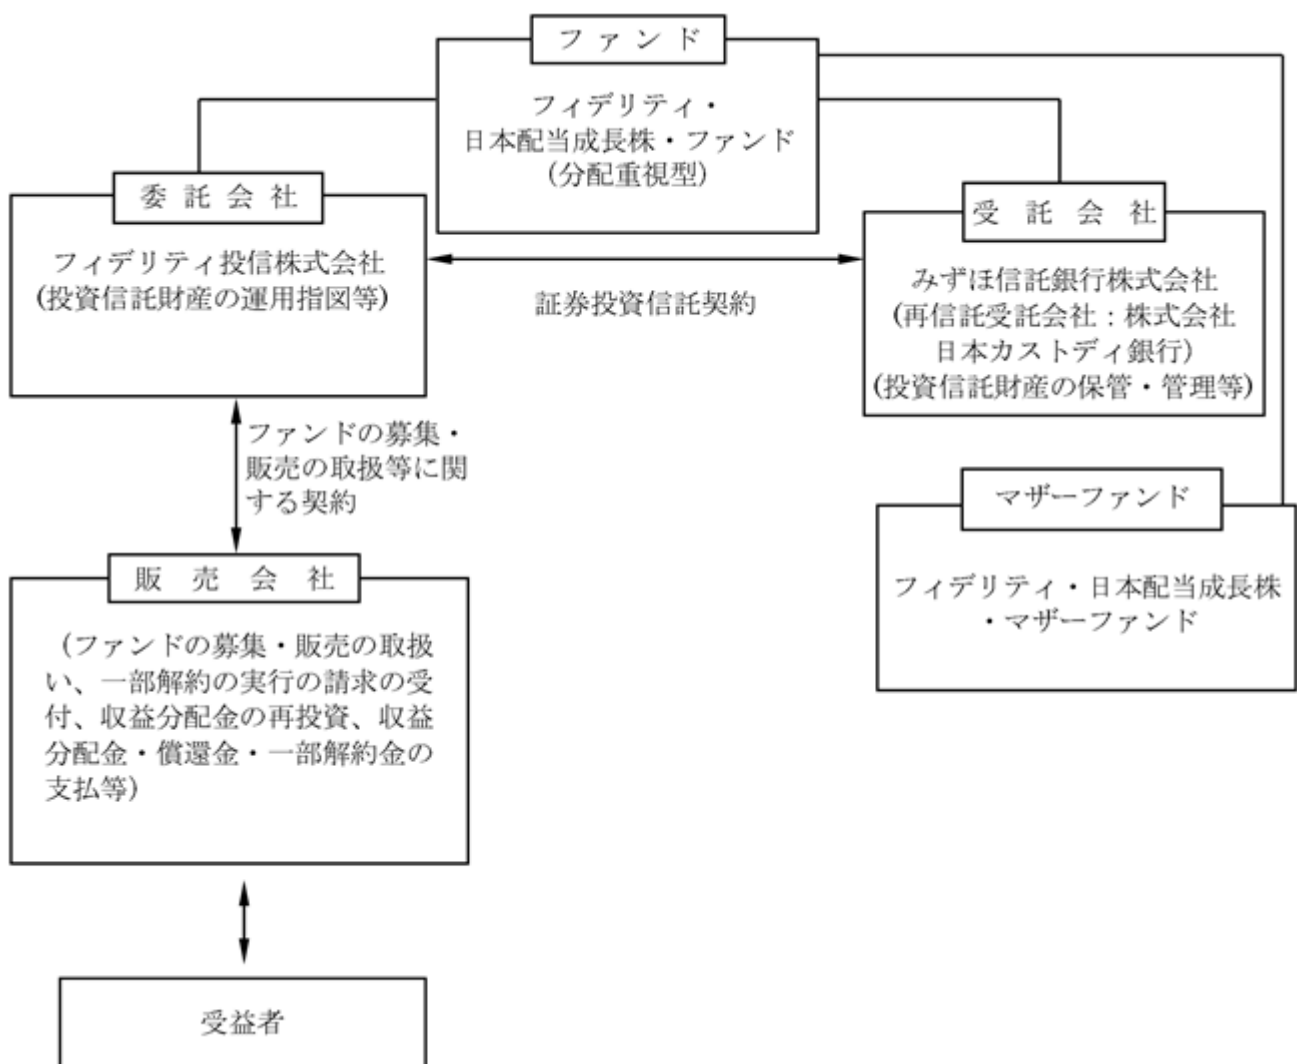 ファンド
フィデリティ・
日本配当成長株・ファンド
(分配重視型)
委託会社
フィデリティ投信株式会社
(投資信託財産の運用指図等)
証券投資信託契約
受託会社
みずほ信託銀行株式会社
(再信託受託会社：株式会社
日本カストディ銀行)
(投資信託財産の保管・管理等)
ファンドの募集・
販売の取扱等に関
する契約
マザーファンド
フィデリティ・日本配当成長株
・マザーファンド
販売会社
(ファンドの募集・販売の取扱
い、一部解約の実行の請求の受
付、収益分配金の再投資、収益
分配金・償還金・一部解約金の
支払等)
受益者